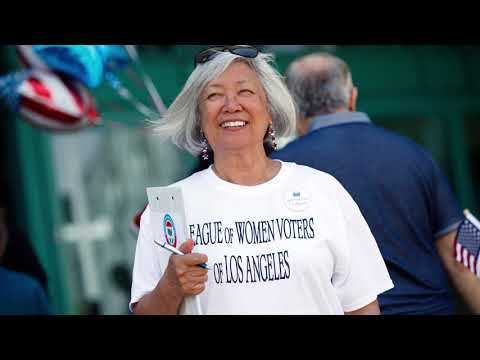 EAGUE OF WOMEN VOTERS
OF LOS ANGELES